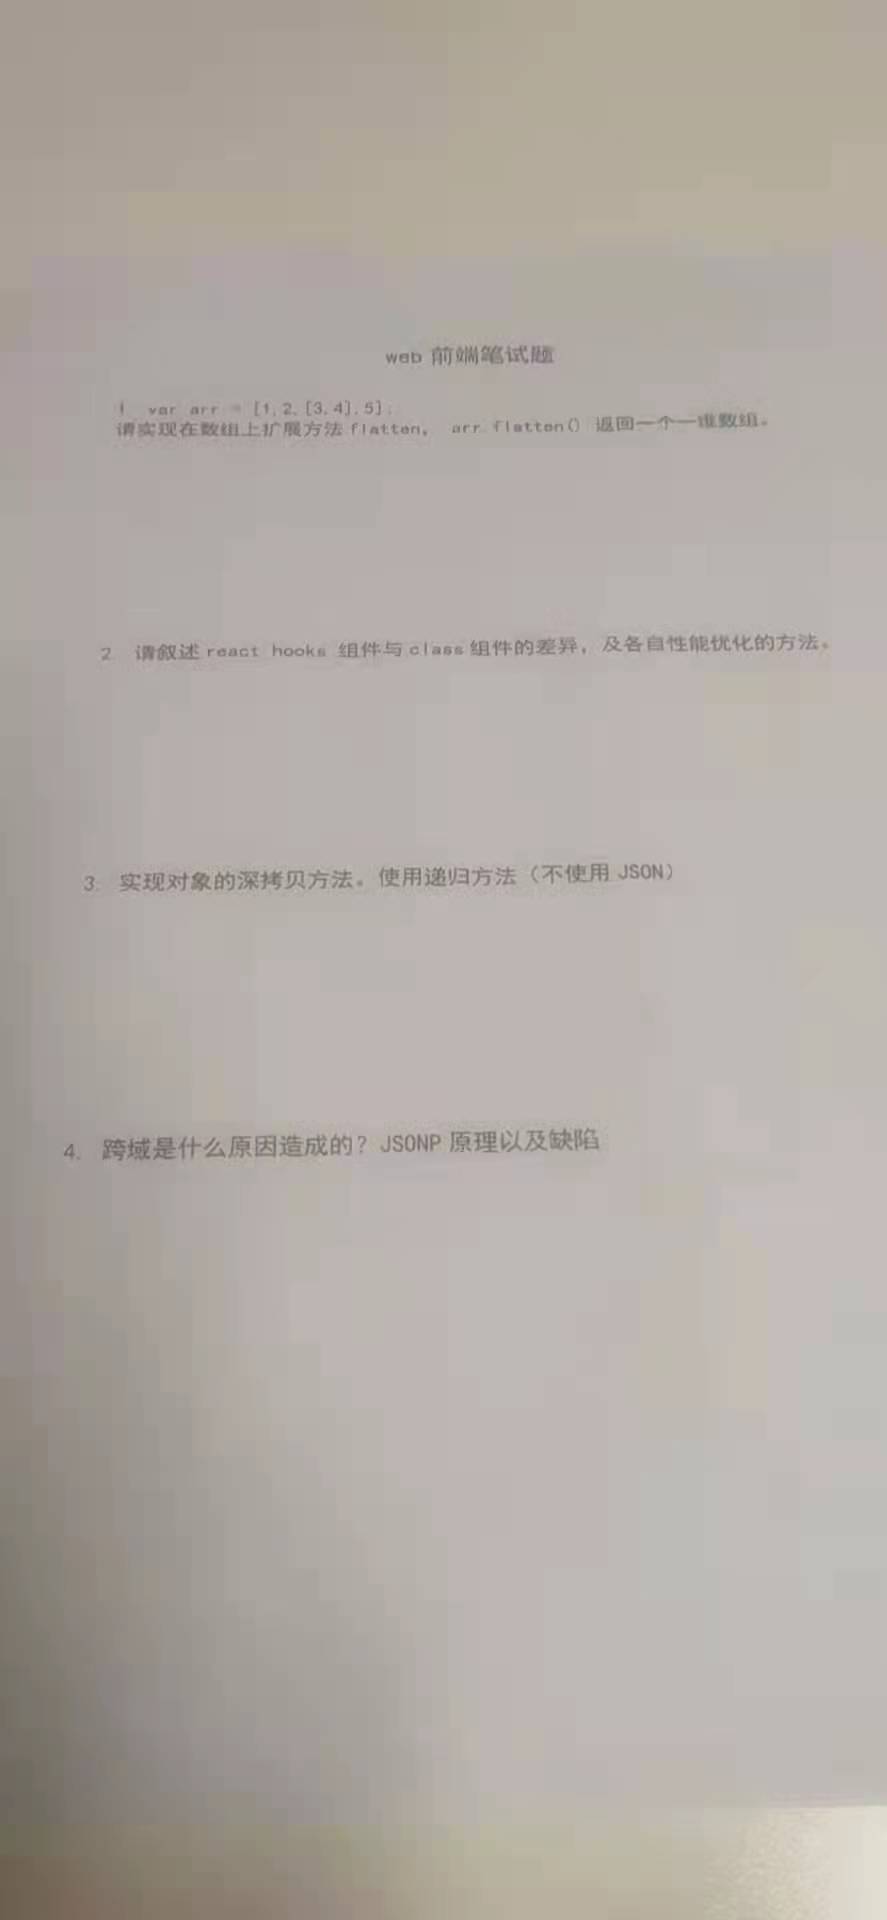 web 前端笔试题
1 var arr = [1,2,[3,4],5];
请实现在数组上扩展方法 flatten, arr.flatten() 返回一个一维数组。
2 请叙述 react hooks 组件与 class 组件的差异，及各自性能优化的方法。
3. 实现对象的深拷贝方法。使用递归方法（不使用 JSON）
4. 跨域是什么原因造成的？JSONP 原理以及缺陷